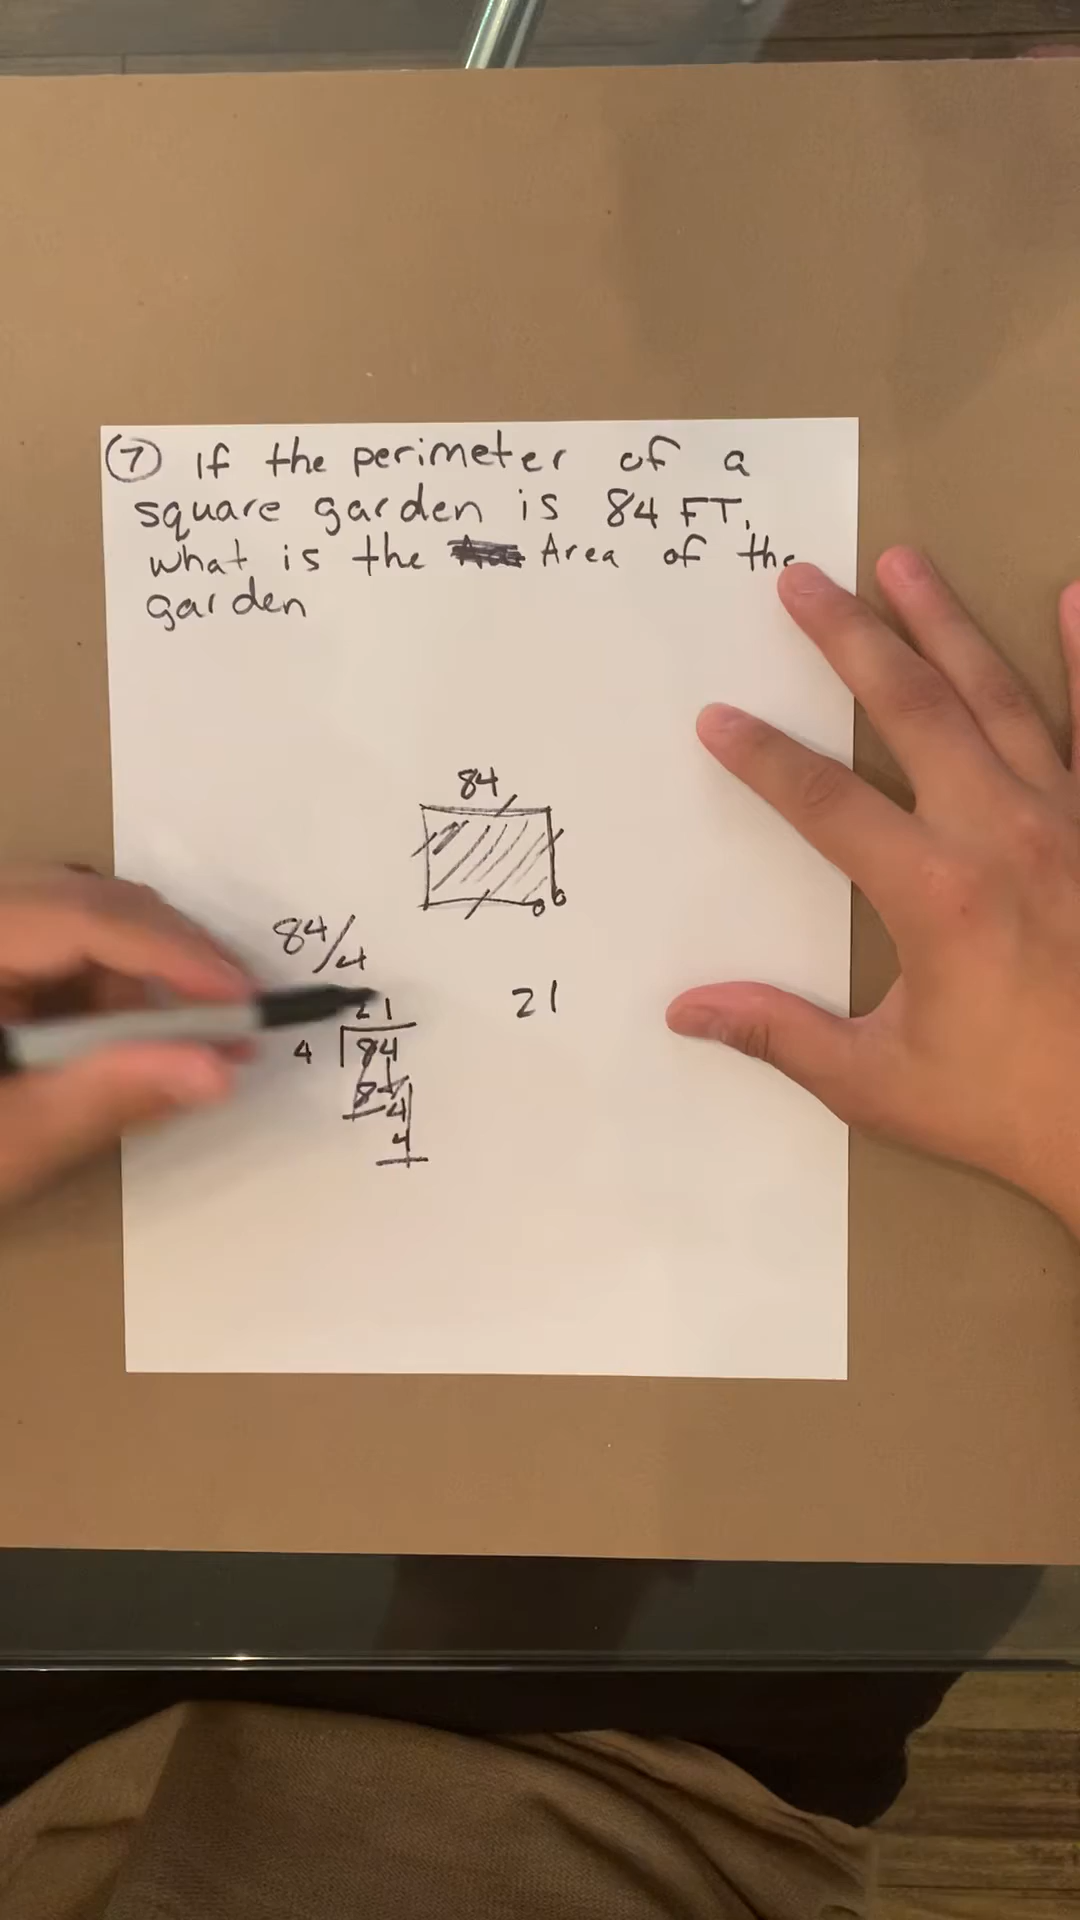 (7) If the perimeter of a
square garden is 84 FT.
what is the Area of the
garden
84
84/4
21
21
4 84
8
4
4